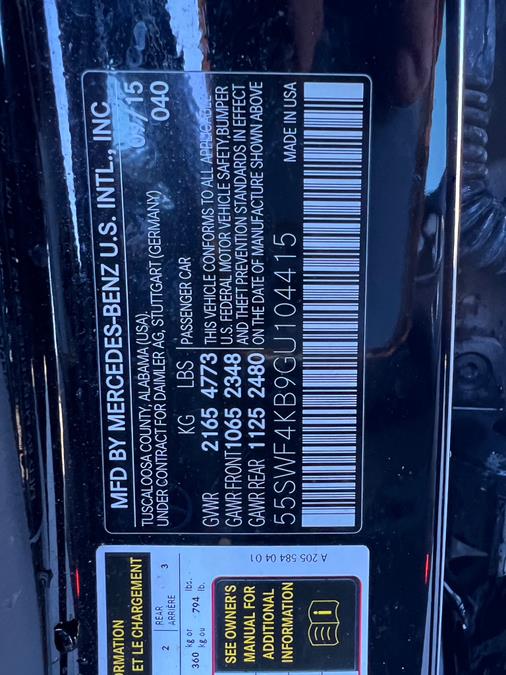 MFD BY MERCEDES-BENZ U.S. INTL., INC
040
TUSCALOOSA COUNTY, ALABAMA (USA),
UNDER CONTRACT FOR DAIMLER AG, STUTTGART (GERMANY)
KG LBS PASSENGER CAR
GVWR 2165 4773
GAWR FRONT 1065 2348
GAWR REAR 1125 2480
THIS VEHICLE CONFORMS TO ALL APPLICABLE
U.S. FEDERAL MOTOR VEHICLE SAFETY, BUMPER
AND THEFT PREVENTION STANDARDS IN EFFECT
ON THE DATE OF MANUFACTURE SHOWN ABOVE
55SWF4KB9GU104415
MADE IN USA
ORMATION
ET LE CHARGEMENT
2 REAR 3
ARRIÈRE
360 kg or 794 lbs.
kg ou lb.
SEE OWNER'S
MANUAL FOR
ADDITIONAL
INFORMATION
A 205 584 04 01